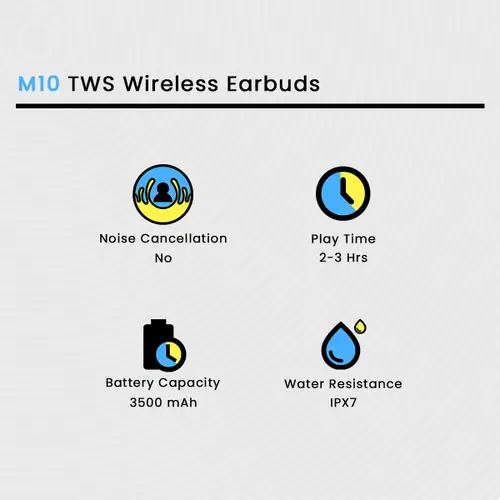 M10 TWS Wireless Earbuds
Noise Cancellation
No
Play Time
2-3 Hrs
Battery Capacity
3500 mAh
Water Resistance
IPX7